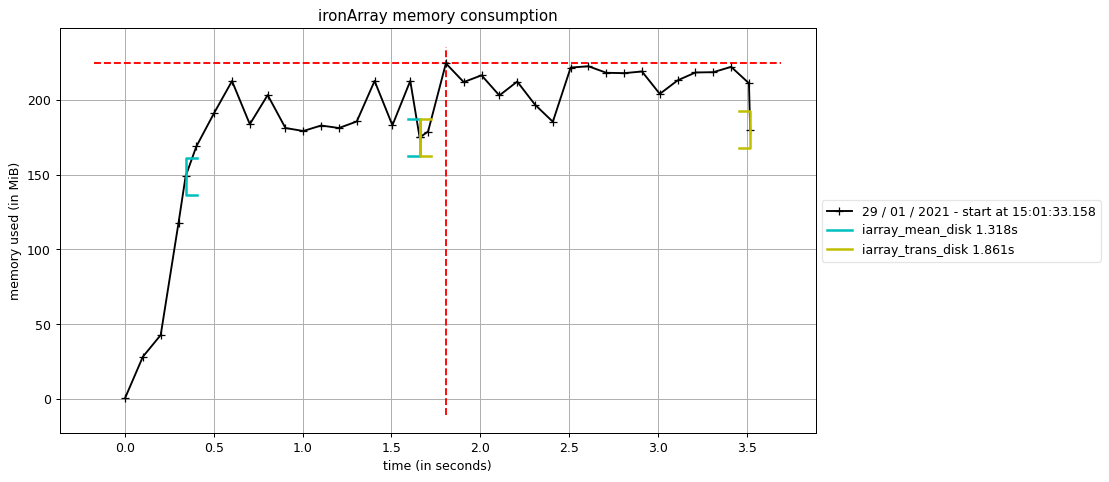 ironArray memory consumption
memory used (in MiB)
200
150
100
50
0
0.0 0.5 1.0 1.5 2.0 2.5 3.0 3.5
time (in seconds)
29 / 01 / 2021 - start at 15:01:33.158
iarray_mean_disk 1.318s
iarray_trans_disk 1.861s